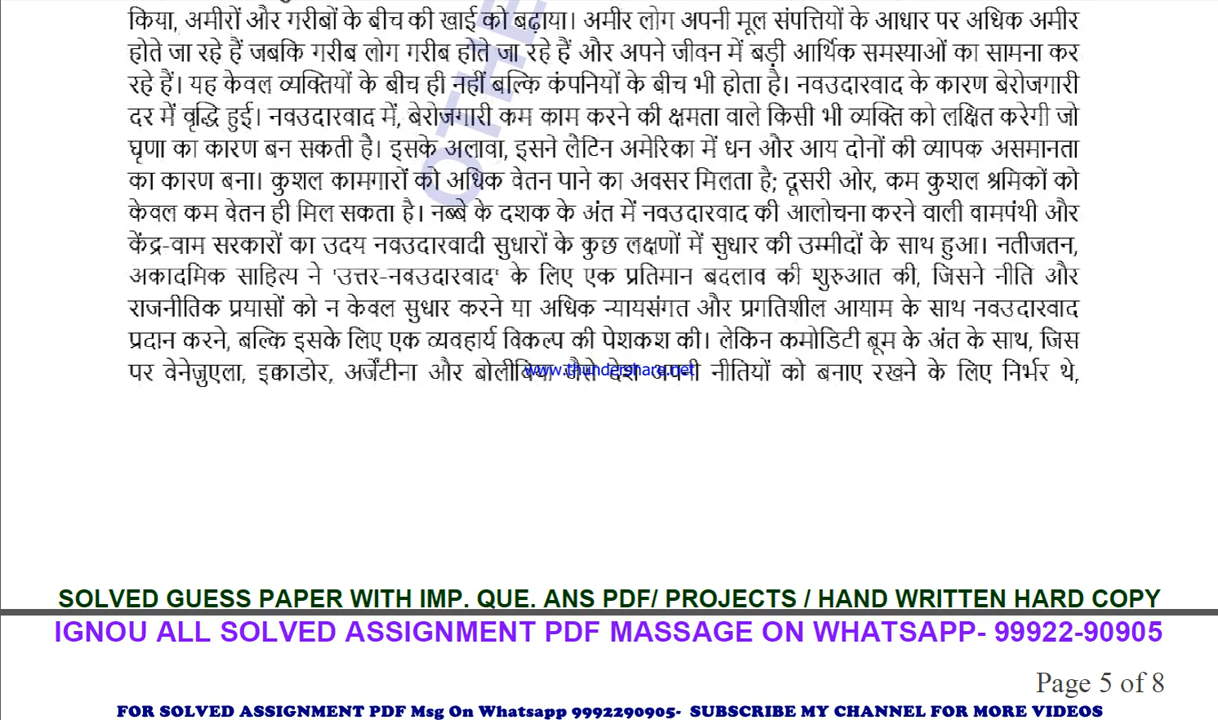 किया, अमीरों और गरीबों के बीच की खाई को बढ़ाया। अमीर लोग अपनी मूल संपत्तियों के आधार पर अधिक अमीर
होते जा रहे हैं जबकि गरीब लोग गरीब होते जा रहे हैं और अपने जीवन में बड़ी आर्थिक समस्याओं का सामना कर
रहे हैं। यह केवल व्यक्तियों के बीच ही नहीं बल्कि कंपनियों के बीच भी होता है। नवउदारवाद के कारण बेरोजगारी
दर में वृद्धि हुई। नवउदारवाद में, बेरोजगारी कम काम करने की क्षमता वाले किसी भी व्यक्ति को लक्षित करेगी जो
घृणा का कारण बन सकती है। इसके अलावा, इसने लैटिन अमेरिका में धन और आय दोनों की व्यापक असमानता
का कारण बना। कुशल कामगारों को अधिक वेतन पाने का अवसर मिलता है; दूसरी ओर, कम कुशल श्रमिकों को
केवल कम वेतन ही मिल सकता है। नब्बे के दशक के अंत में नवउदारवाद की आलोचना करने वाली वामपंथी और
केंद्र-वाम सरकारों का उदय नवउदारवादी सुधारों के कुछ लक्षणों में सुधार की उम्मीदों के साथ हुआ। नतीजतन,
अकादमिक साहित्य ने 'उत्तर-नवउदारवाद' के लिए एक प्रतिमान बदलाव की शुरुआत की, जिसने नीति और
राजनीतिक प्रयासों को न केवल सुधार करने या अधिक न्यायसंगत और प्रगतिशील आयाम के साथ नवउदारवाद
प्रदान करने, बल्कि इसके लिए एक व्यवहार्य विकल्प की पेशकश की। लेकिन कमोडिटी बूम के अंत के साथ, जिस
पर वेनेजुएला, इक्वाडोर, अर्जेंटीना और बोलीविया जैसे देश अपनी नीतियों को बनाए रखने के लिए निर्भर थे,
www.thundershare.net
OTHE
SOLVED GUESS PAPER WITH IMP. QUE. ANS PDF/ PROJECTS / HAND WRITTEN HARD COPY
IGNOU ALL SOLVED ASSIGNMENT PDF MASSAGE ON WHATSAPP- 99922-90905
Page 5 of 8
FOR SOLVED ASSIGNMENT PDF Msg On Whatsapp 9992290905- SUBSCRIBE MY CHANNEL FOR MORE VIDEOS